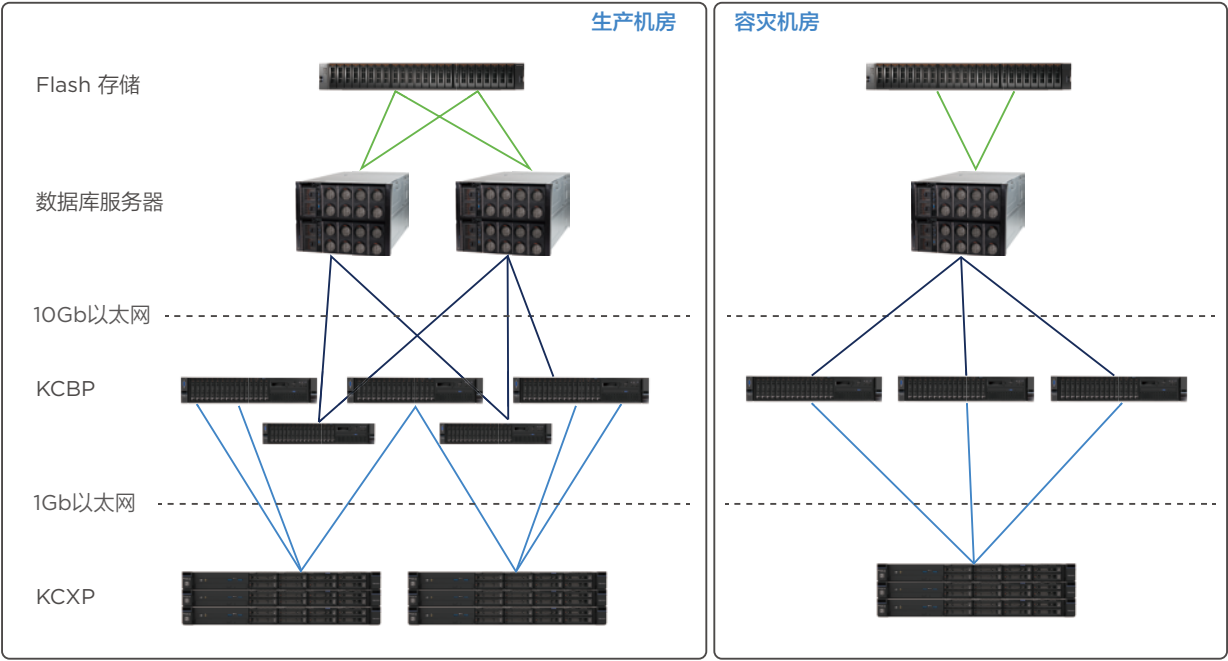 生产机房
容灾机房
Flash 存储
数据库服务器
10Gb以太网
KCBP
1Gb以太网
KCXP